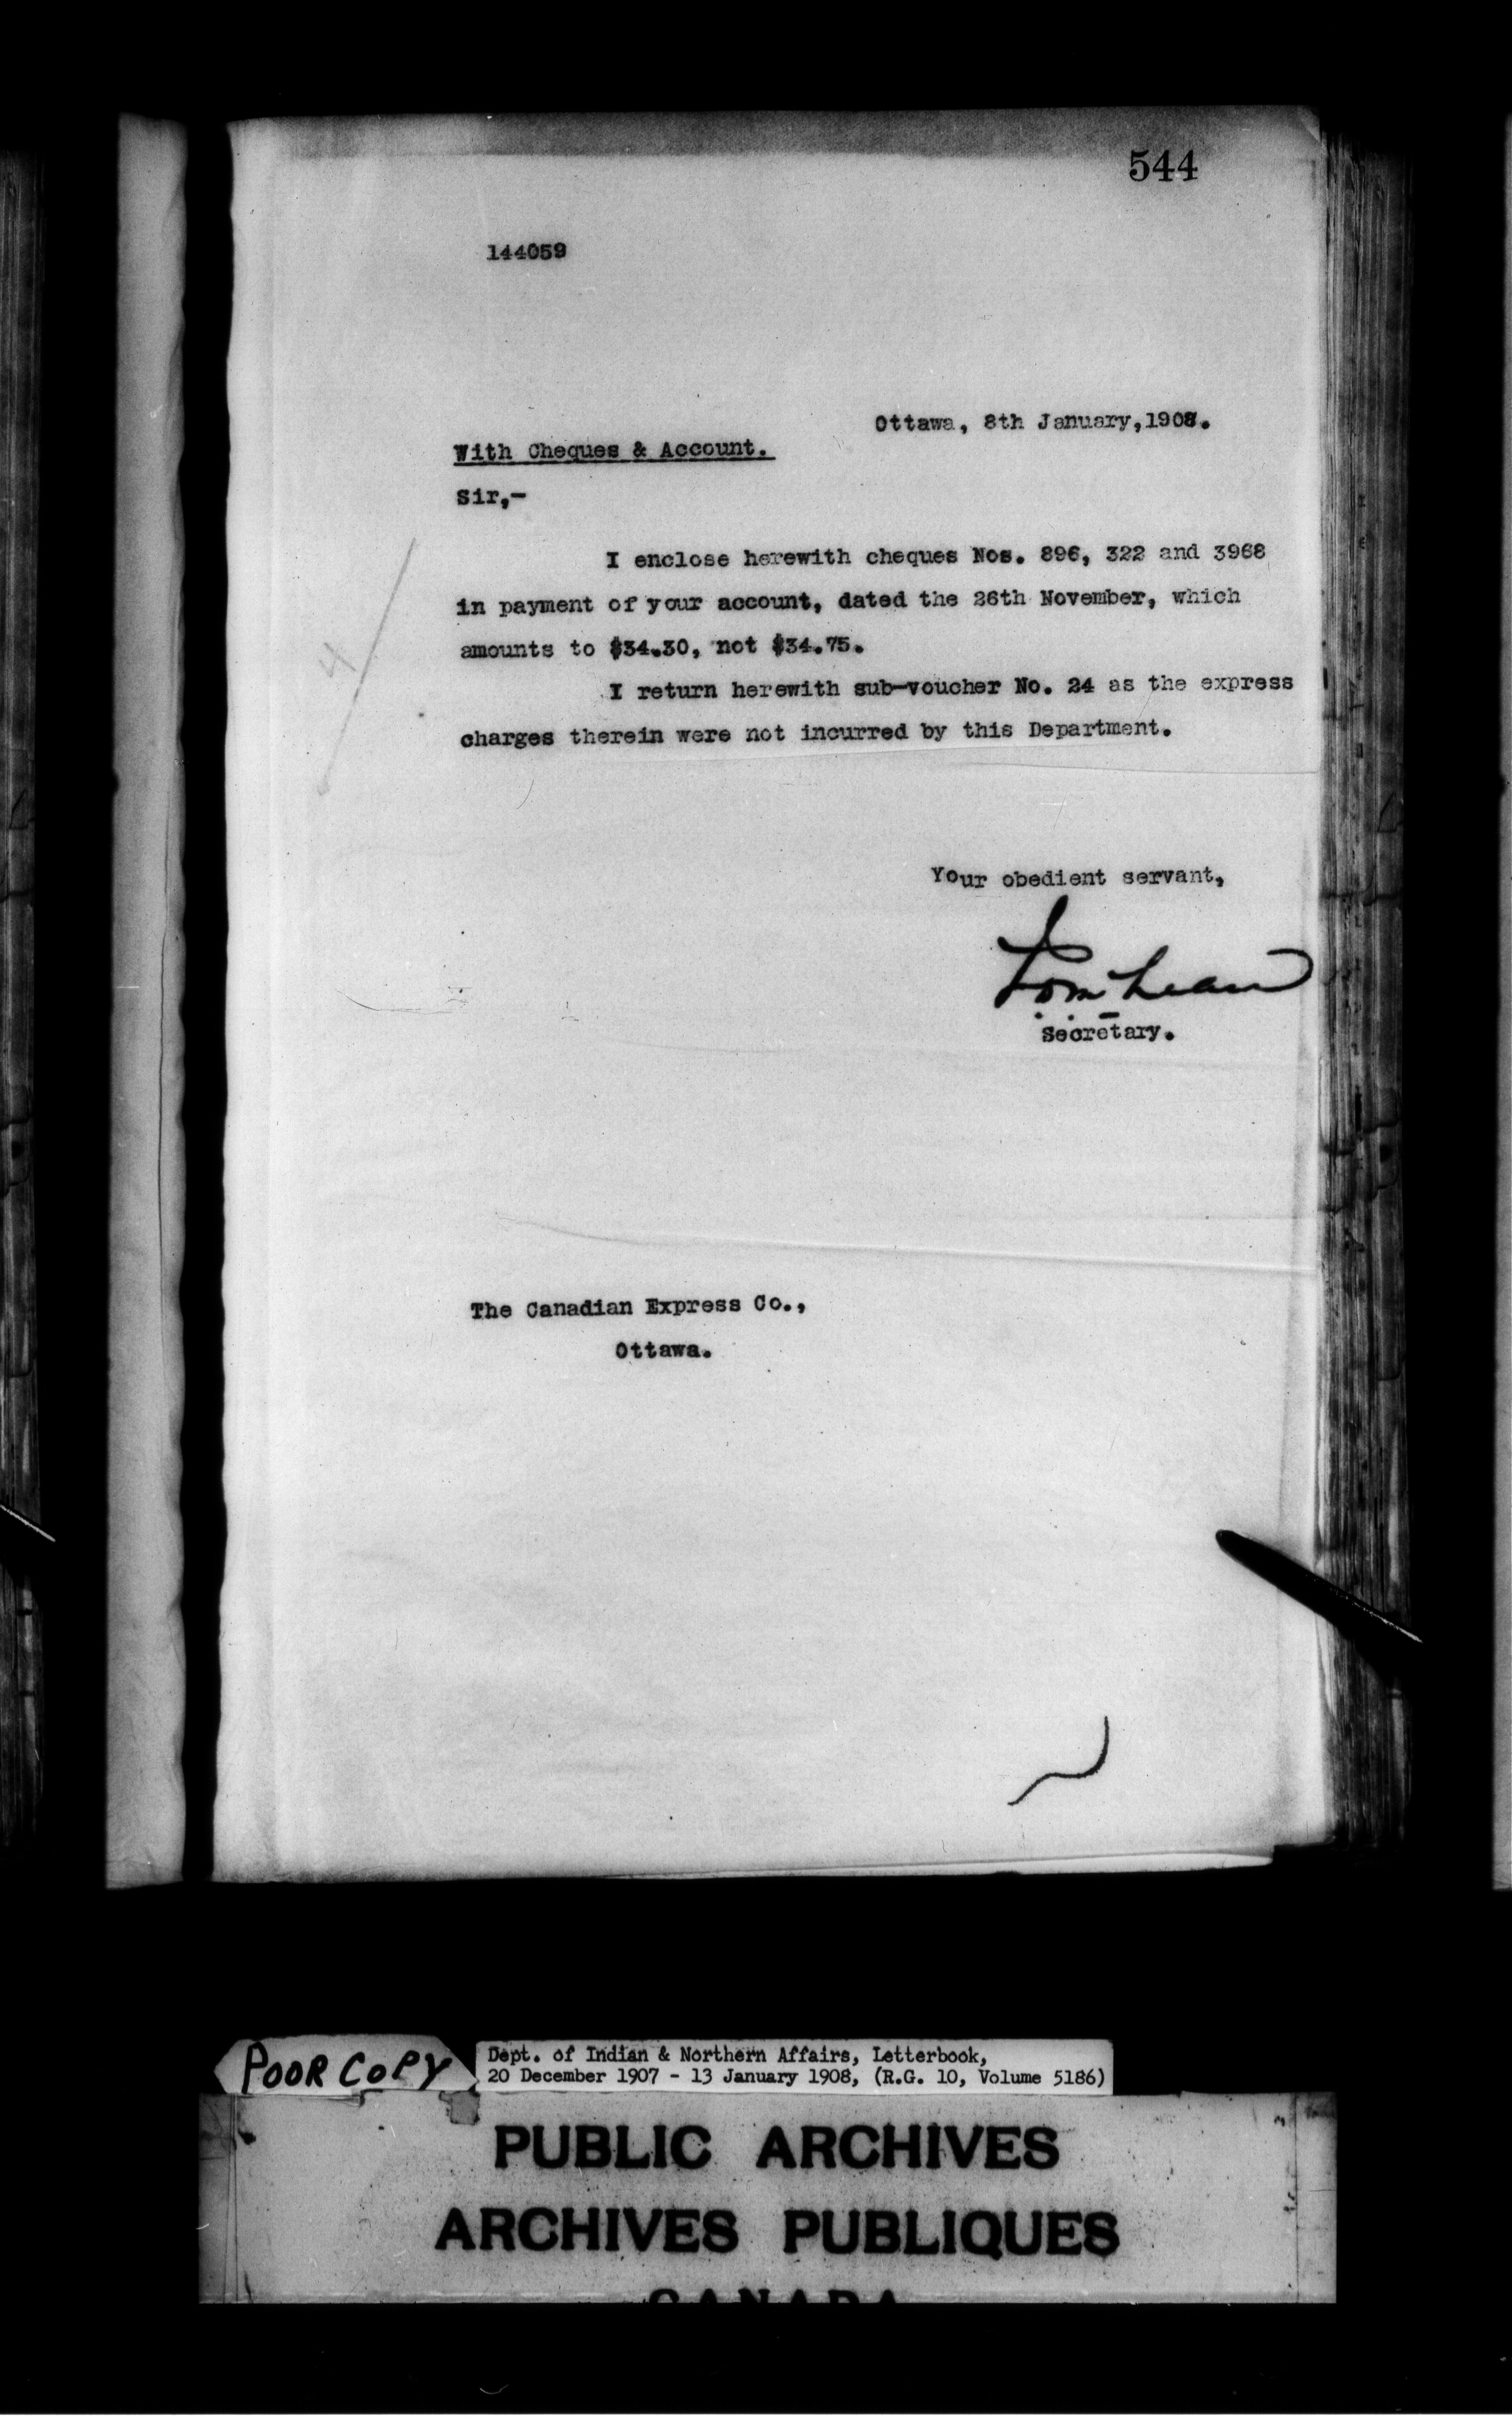 544
144059
Ottawa, 8th January,1908.
With Cheques & Account.
Sir,-
I enclose herewith cheques Nos. 896, 322 and 3968
in payment of your account, dated the 26th November, which
amounts to $34.30, not $34.75.
I return herewith sub-voucher No. 24 as the express
charges therein were not incurred by this Department.
Your obedient servant,
Secretary.
The Canadian Express Co.,
Ottawa.
POOR COPY
Dept. of Indian & Northern Affairs, Letterbook,
20 December 1907 - 13 January 1908, (R.G. 10, Volume 5186)
PUBLIC ARCHIVES
ARCHIVES PUBLIQUES
CANADA